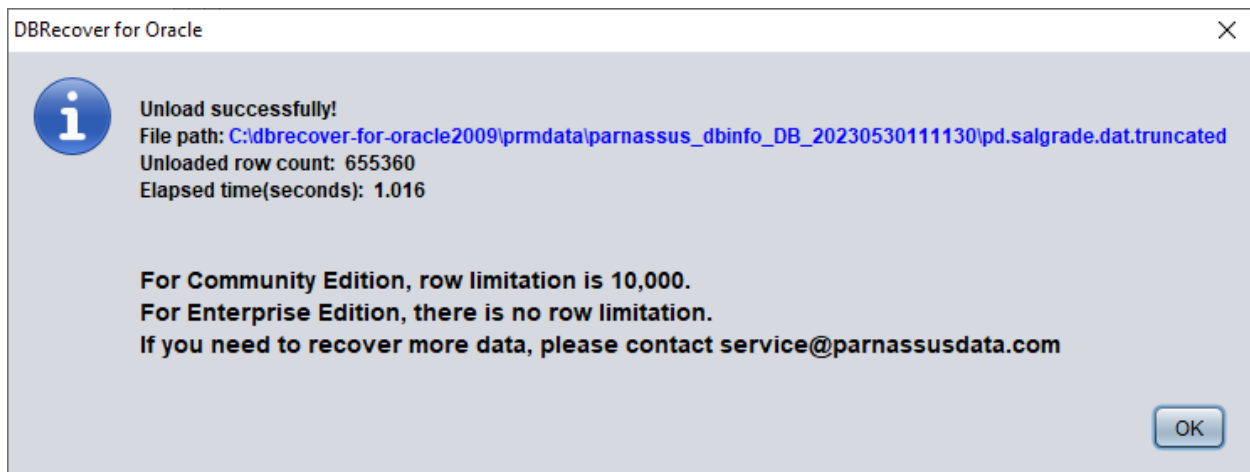 DBRecover for Oracle
Unload successfully!
File path: C:\dbrecover-for-oracle2009\prmdata\parnassus_dbinfo_DB_20230530111130\pd.salgrade.dat.truncated
Unloaded row count: 655360
Elapsed time(seconds): 1.016
For Community Edition, row limitation is 10,000.
For Enterprise Edition, there is no row limitation.
If you need to recover more data, please contact service@parnassusdata.com
OK